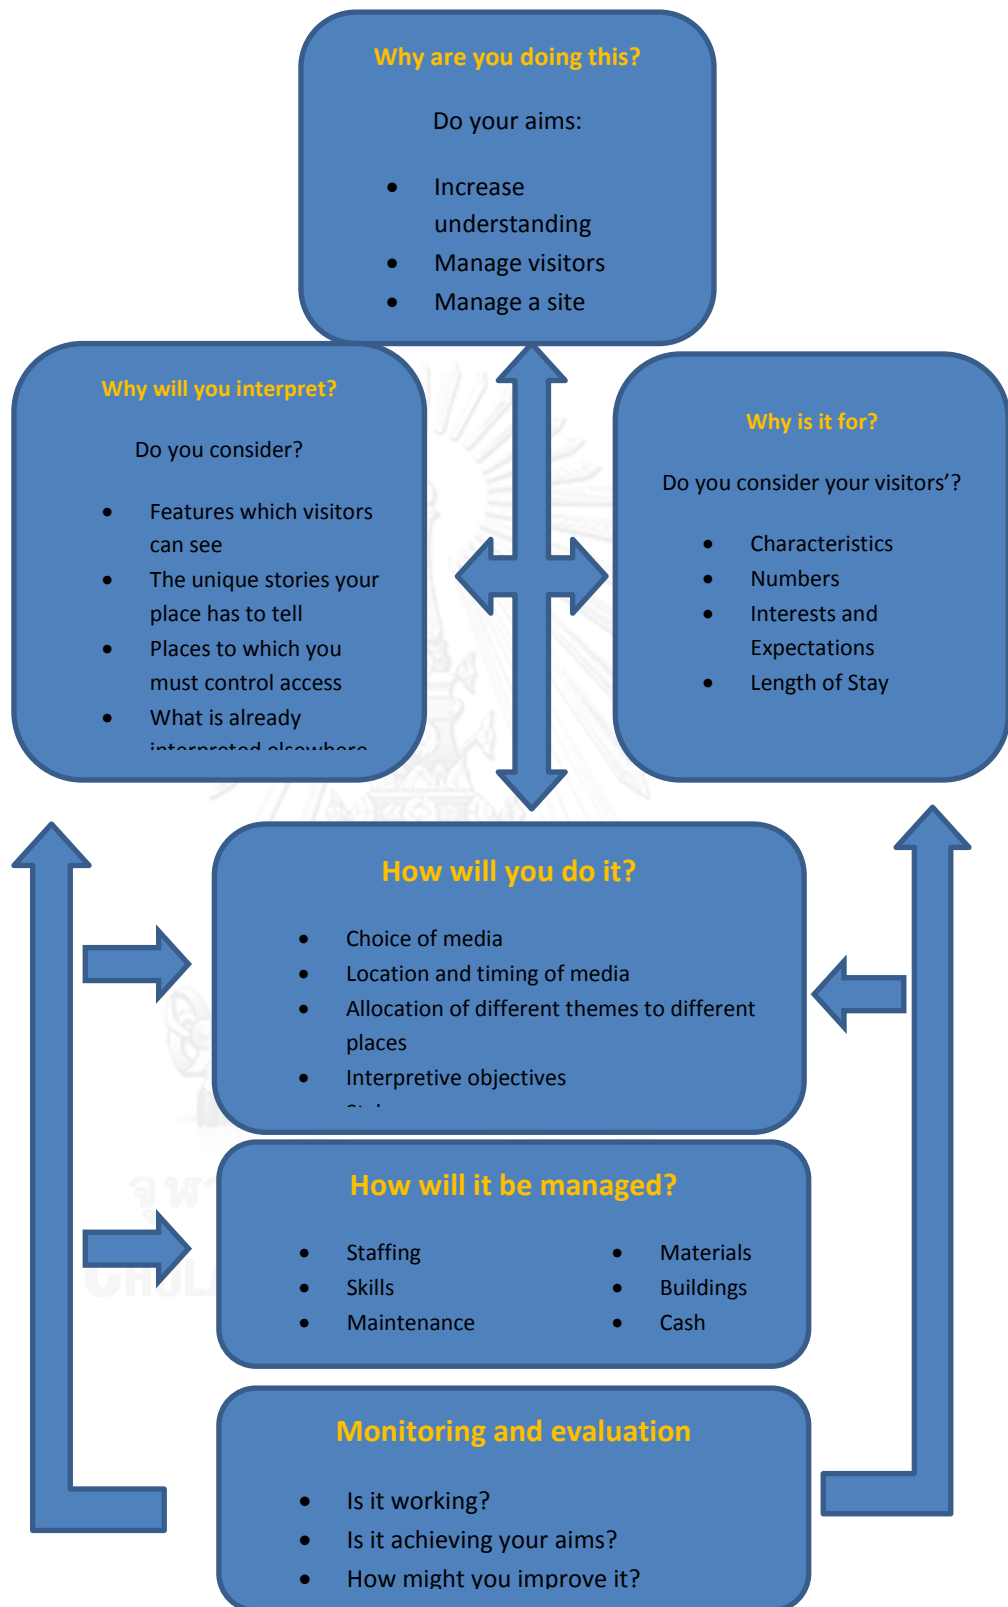 Why are you doing this?
Do your aims:
• Increase
understanding
• Manage visitors
• Manage a site
Why will you interpret?
Do you consider?
• Features which visitors
can see
• The unique stories your
place has to tell
• Places to which you
must control access
• What is already
interpreted elsewhere
Why is it for?
Do you consider your visitors’?
• Characteristics
• Numbers
• Interests and
Expectations
• Length of Stay
How will you do it?
• Choice of media
• Location and timing of media
• Allocation of different themes to different
places
• Interpretive objectives
How will it be managed?
• Staffing
• Skills
• Maintenance
• Materials
• Buildings
• Cash
Monitoring and evaluation
• Is it working?
• Is it achieving your aims?
• How might you improve it?